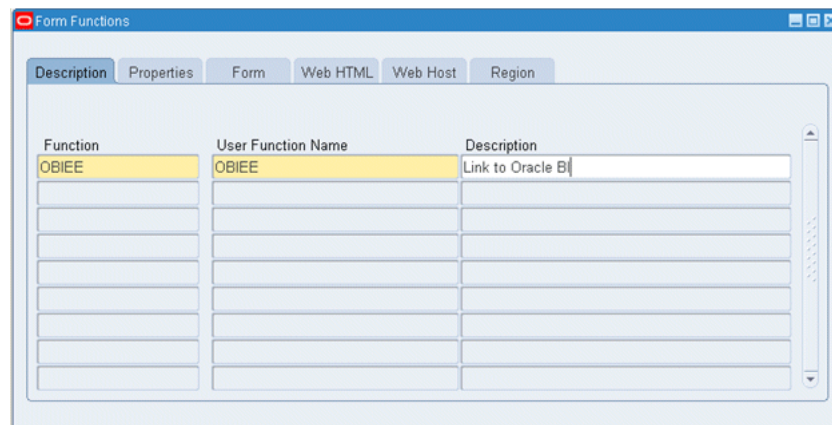 Form Functions
Description Properties Form Web HTML Web Host Region
Function User Function Name Description
OBIEE OBIEE Link to Oracle BI